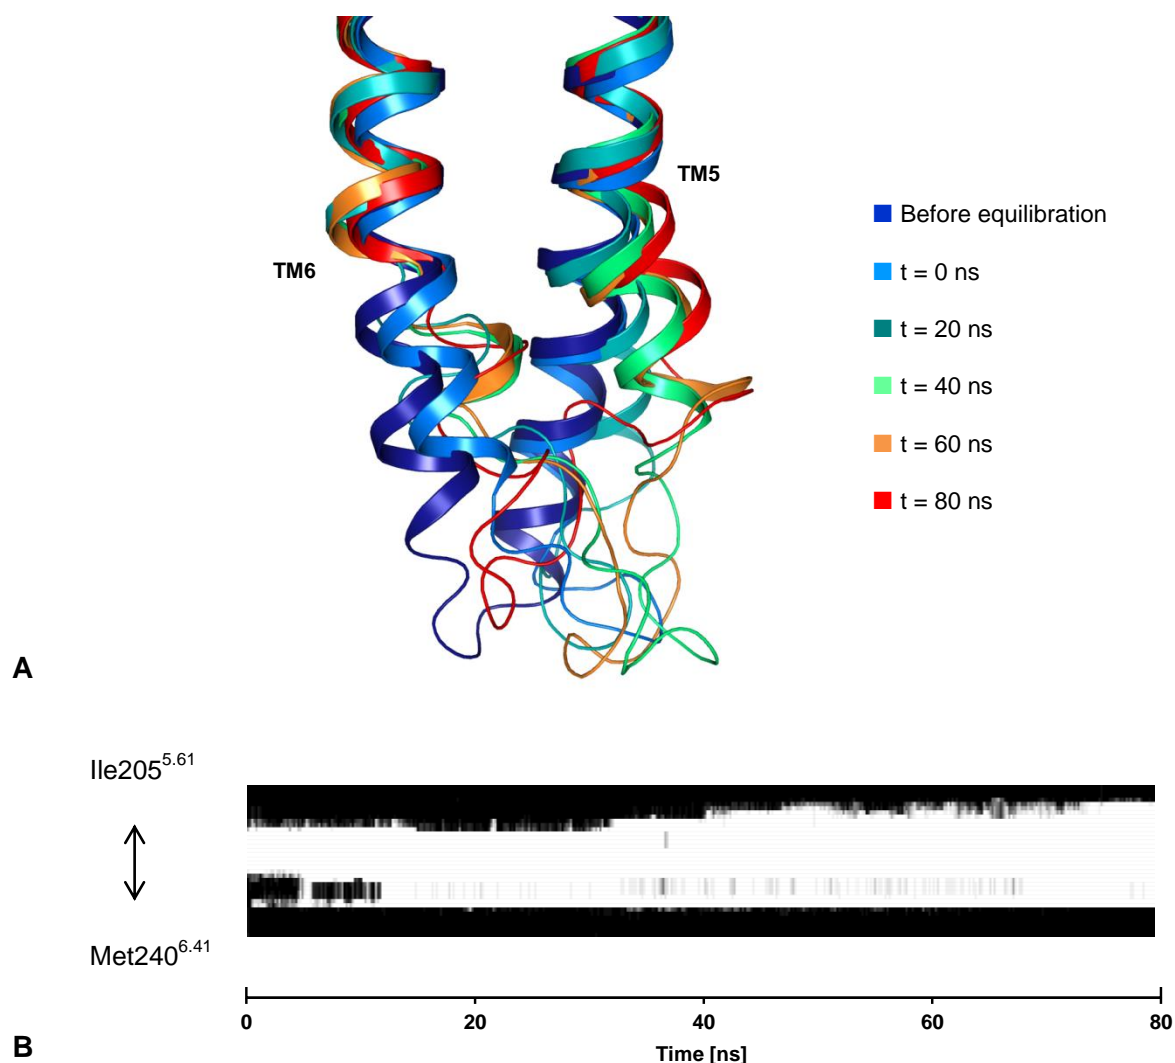 TM5
TM6
Before equilibration
t = 0 ns
t = 20 ns
t = 40 ns
t = 60 ns
t = 80 ns
A
Ile205^5.61
Met240^6.41
0 20 40 60 80
Time [ns]
B